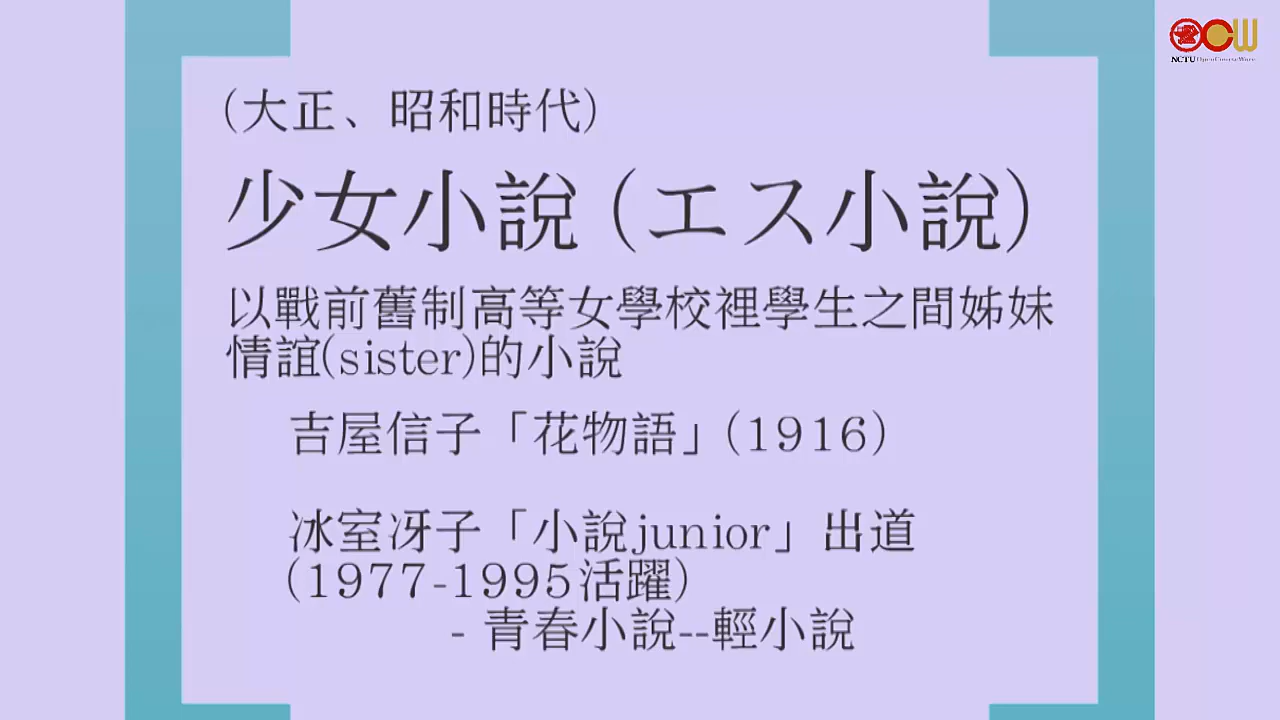 NCTU OpenCourseWare
(大正、昭和時代)
少女小說 (エス小說)
以戰前舊制高等女學校裡學生之間姊妹
情誼(sister)的小說
吉屋信子「花物語」(1916)
冰室冴子「小說junior」出道
(1977-1995活躍)
- 青春小說--輕小說